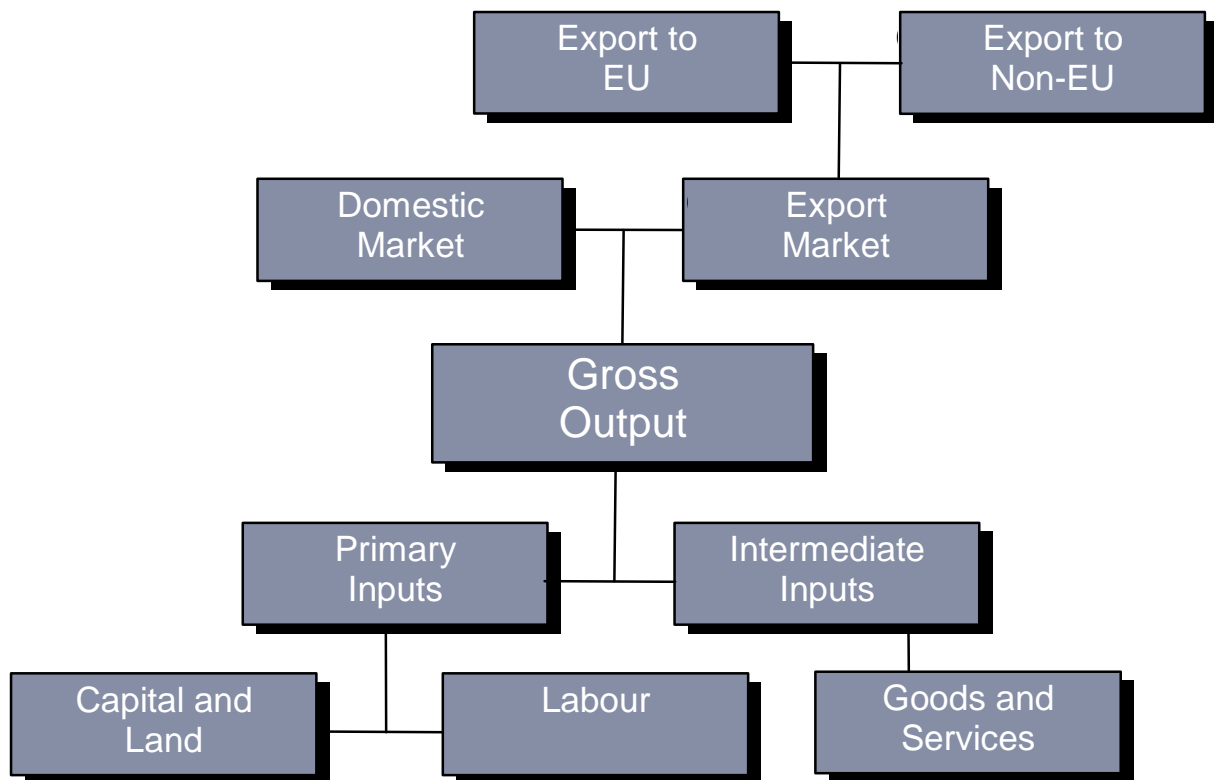 Export to
EU
Export to
Non-EU
Domestic
Market
Export
Market
Gross
Output
Primary
Inputs
Intermediate
Inputs
Capital and
Land
Labour
Goods and
Services